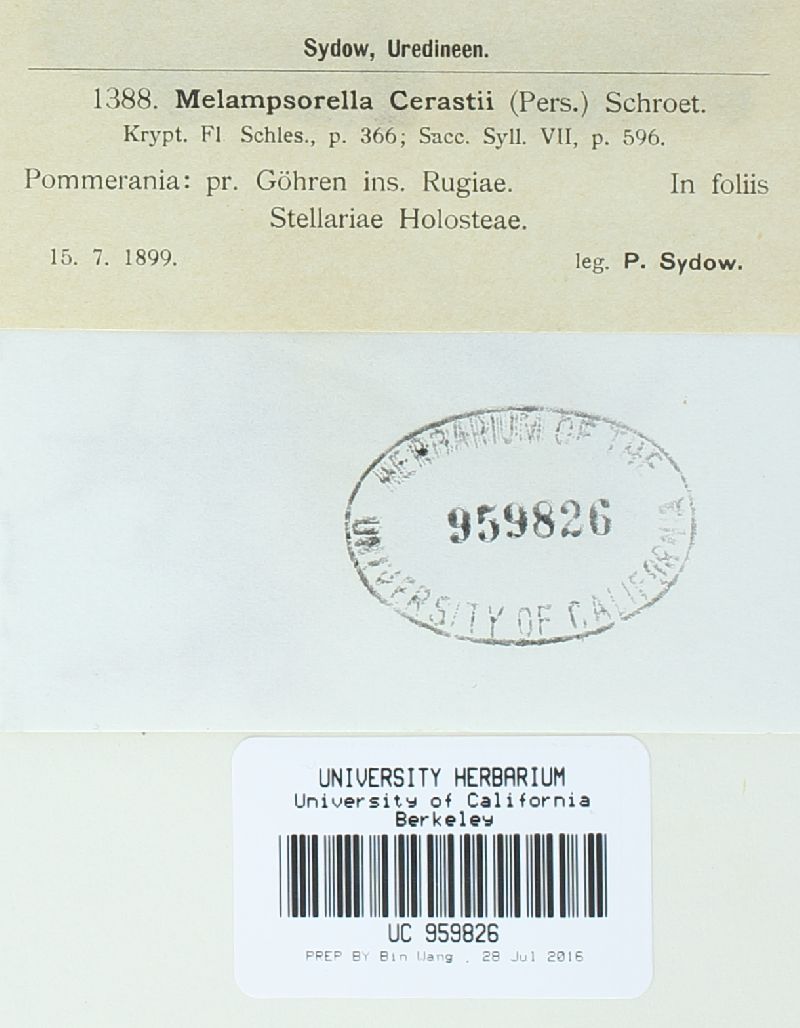 Sydow, Uredineen.
1388. Melampsorella Cerastii (Pers.) Schroet.
Krypt. Fl Schles., p. 366; Sacc. Syll. VII, p. 596.
Pommerania: pr. Göhren ins. Rugiae. In foliis
Stellariae Holosteae.
15. 7. 1899. leg. P. Sydow.
HERBARIUM OF THE
959826
UNIVERSITY OF CALIFORNIA
UNIVERSITY HERBARIUM
University of California
Berkeley
UC 959826
PREP BY Bin Wang . 28 Jul 2016